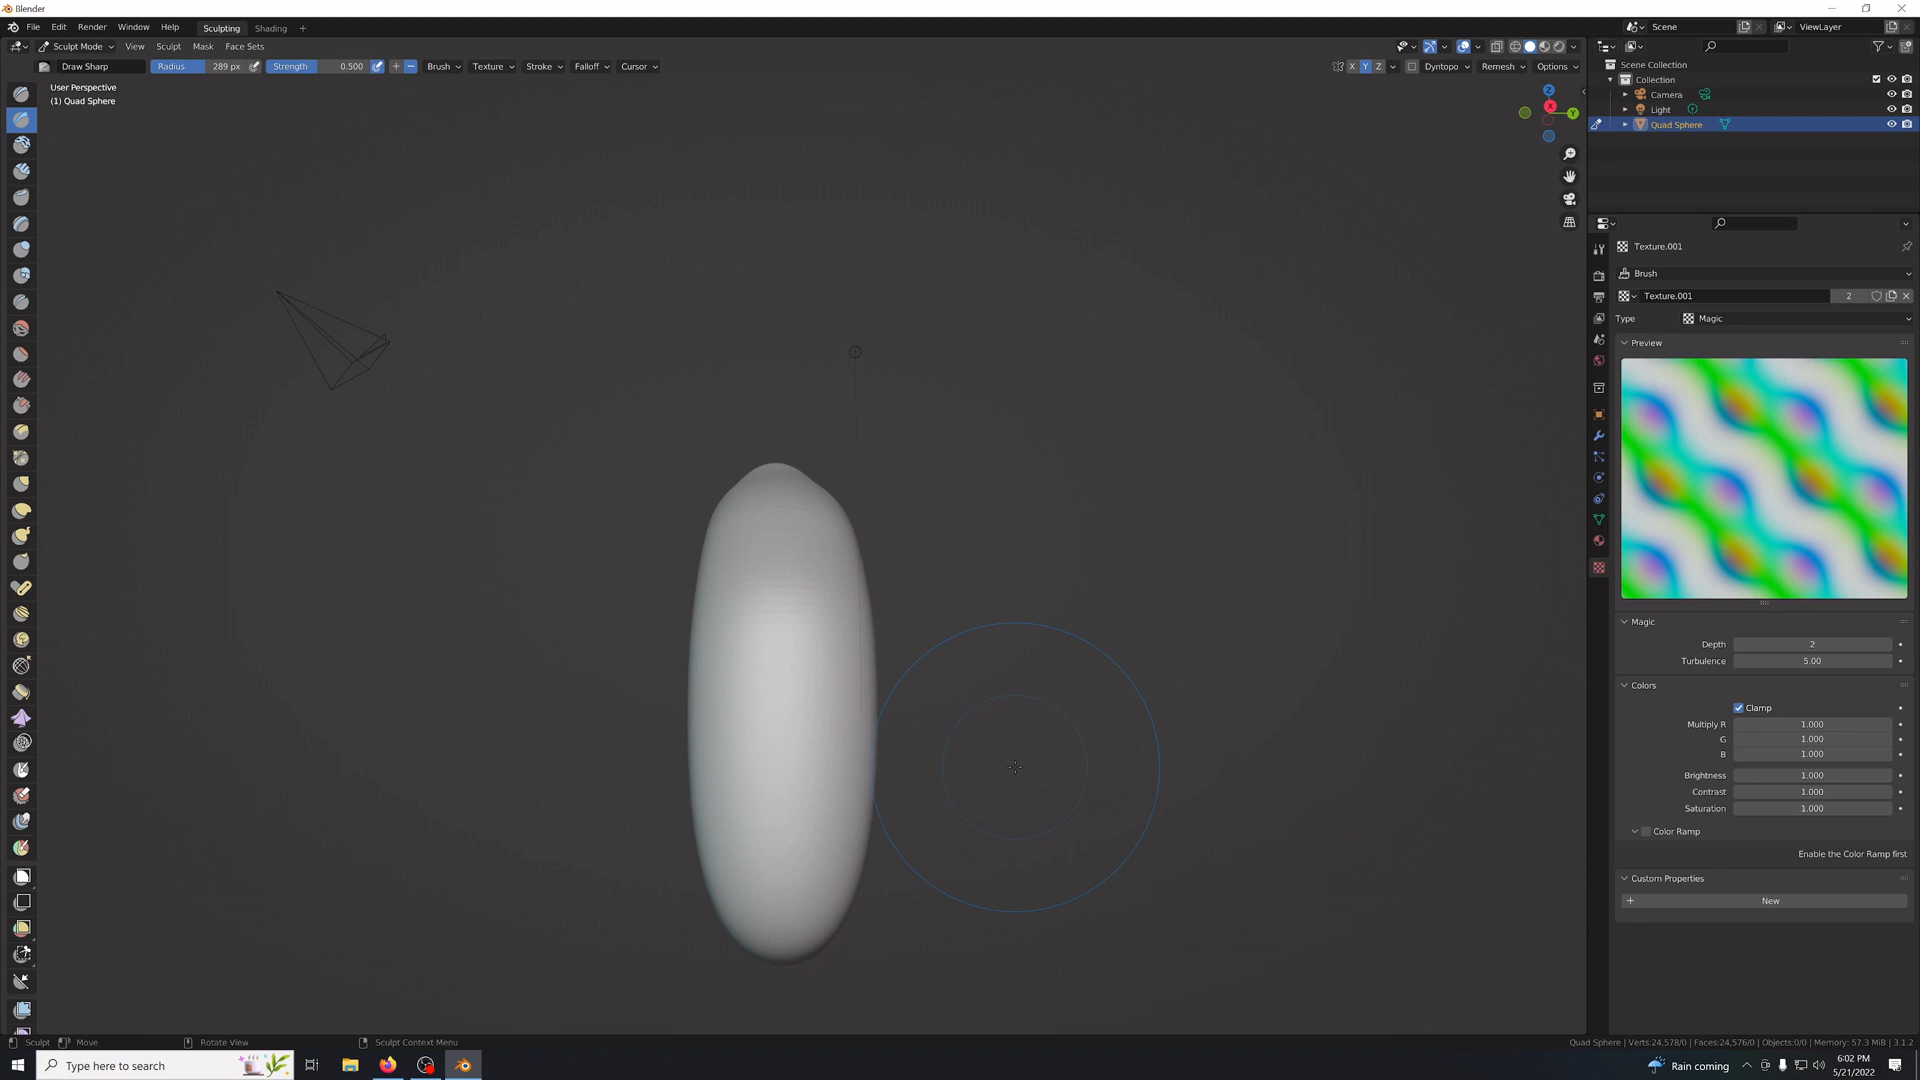 Blender
File Edit Render Window Help Sculpting Shading Scene ViewLayer
Sculpt Mode View Sculpt Mask Face Sets
Draw Sharp Radius 289 px Strength 0.500 Brush Texture Stroke Falloff Cursor X Y Z Dyntopo Remesh Options
User Perspective
(1) Quad Sphere
Z
X
Y
Scene Collection
Collection
Camera
Light
Quad Sphere
Texture.001
Brush
Texture.001 2
Type Magic
Preview
Magic
Depth 2
Turbulence 5.00
Colors
Clamp
Multiply R 1.000
G 1.000
B 1.000
Brightness 1.000
Contrast 1.000
Saturation 1.000
Color Ramp
Enable the Color Ramp first
Custom Properties
New
Sculpt Move Rotate View Sculpt Context Menu Quad Sphere | Verts:24,578/0 | Faces:24,576/0 | Objects:0/0 | Memory: 57.3 MiB | 3.1.2
Type here to search Rain coming 6:02 PM
5/21/2022